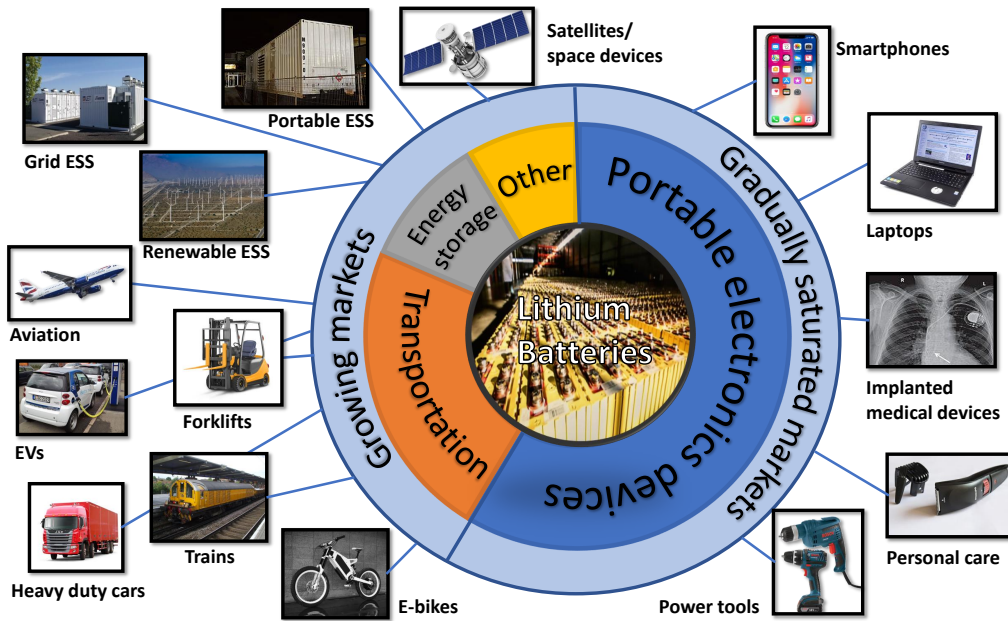 Satellites/
space devices
Smartphones
Portable ESS
Grid ESS
Laptops
Renewable ESS
Other
Energy
storage
Portable electronics devices
Gradually saturated markets
Growing markets
Transportation
Lithium
Batteries
Aviation
R
L
Implanted
medical devices
Forklifts
EVs
Personal care
Trains
Heavy duty cars
E-bikes
Power tools